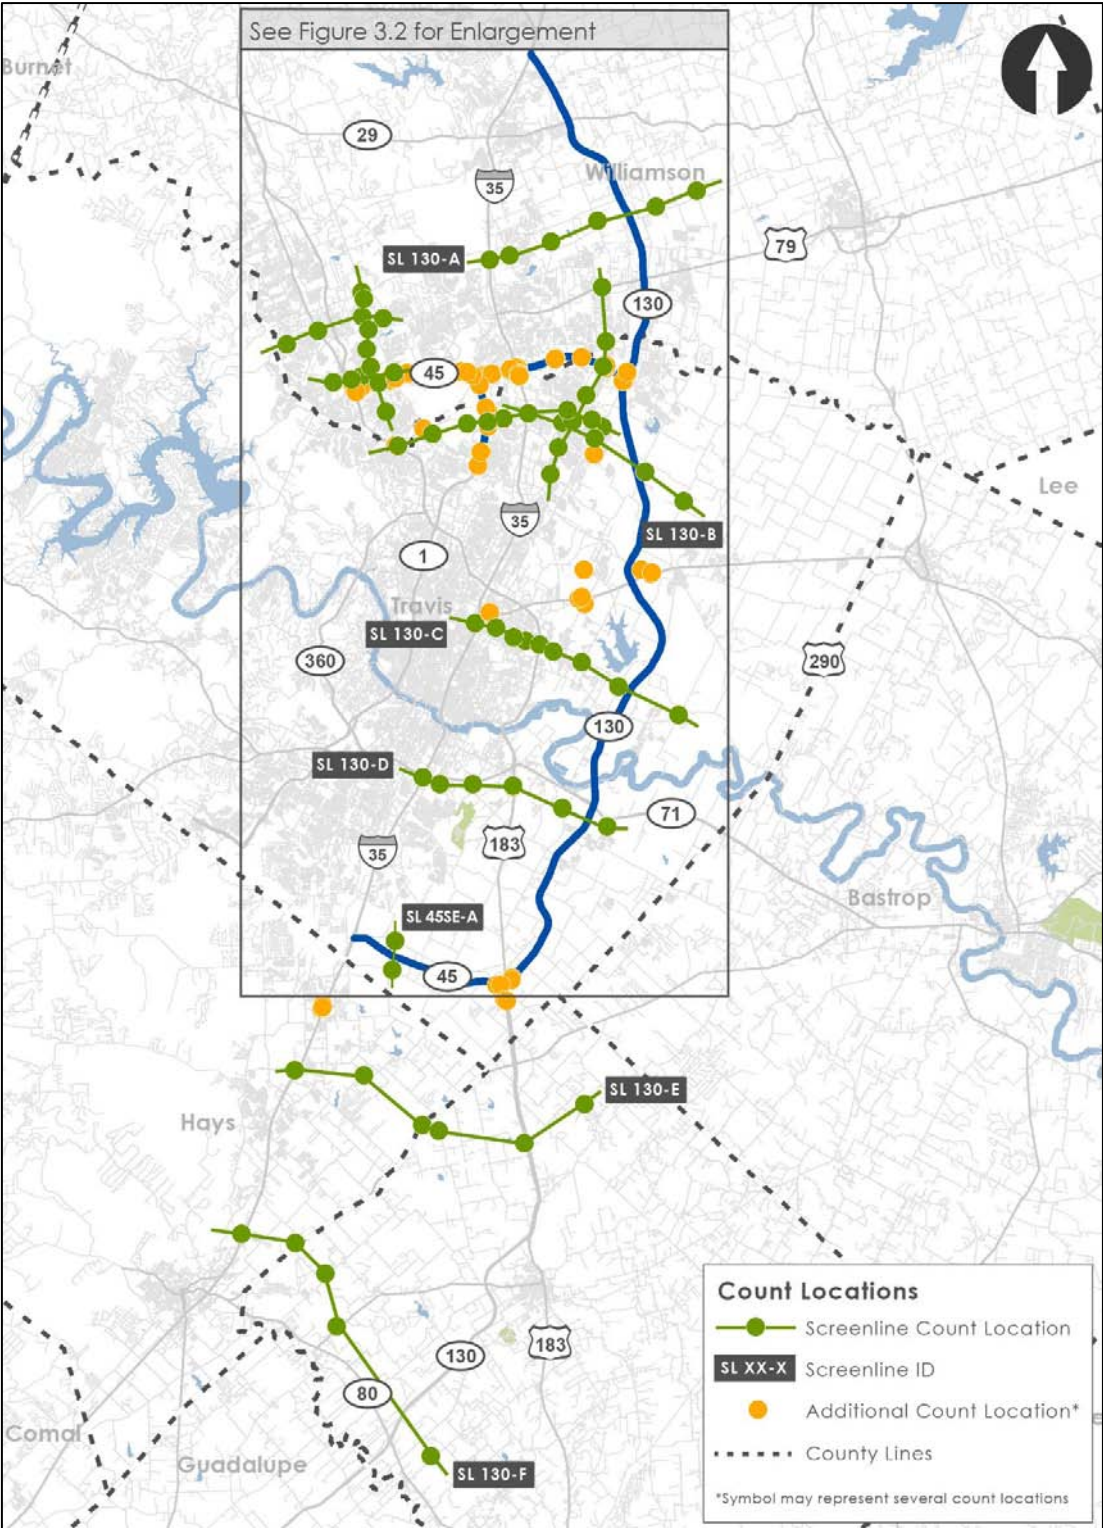 See Figure 3.2 for Enlargement
Burnet
29
Williamson
35
79
SL 130-A
130
45
Lee
35
SL 130-B
1
Travis
SL 130-C
360
290
130
SL 130-D
71
183
35
Bastrop
SL 45SE-A
45
SL 130-E
Hays
Count Locations
Screenline Count Location
183
130
SL XX-X Screenline ID
80
Additional Count Location*
Comal
County Lines
Guadalupe
SL 130-F
*Symbol may represent several count locations